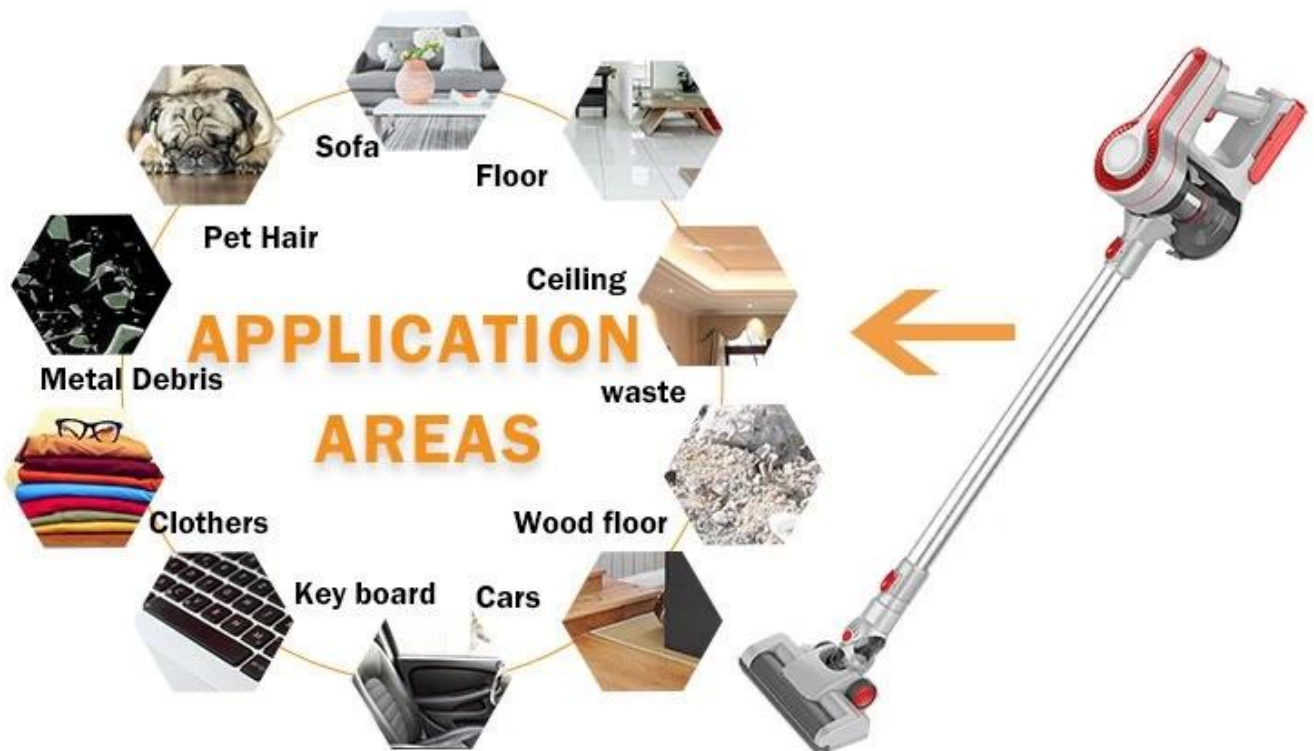 Sofa
Floor
Pet Hair
Ceiling
APPLICATION
Metal Debris
waste
AREAS
Clothers
Wood floor
Key board
Cars